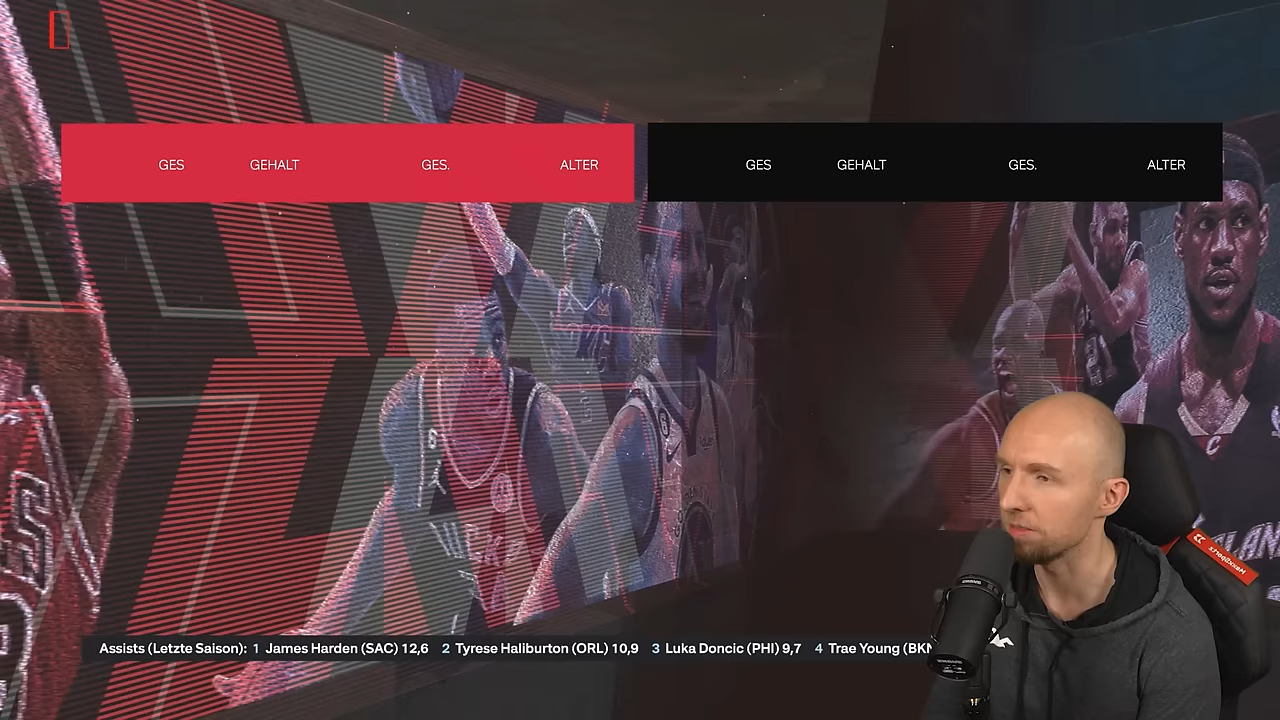 GES GEHALT GES. ALTER
GES GEHALT GES. ALTER
Assists (Letzte Saison): 1 James Harden (SAC) 12,6 2 Tyrese Haliburton (ORL) 10,9 3 Luka Doncic (PHI) 9,7 4 Trae Young (BKN